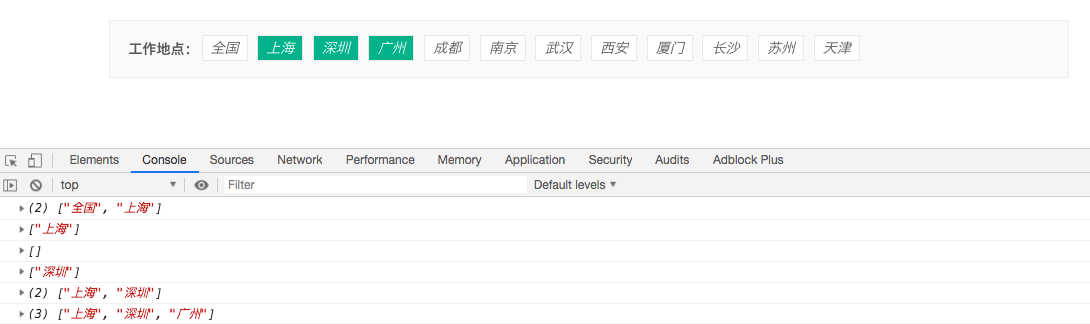 工作地点： 全国 上海 深圳 广州 成都 南京 武汉 西安 厦门 长沙 苏州 天津
Elements Console Sources Network Performance Memory Application Security Audits Adblock Plus
top Filter Default levels
(2) ["全国", "上海"]
["上海"]
[]
["深圳"]
(2) ["上海", "深圳"]
(3) ["上海", "深圳", "广州"]